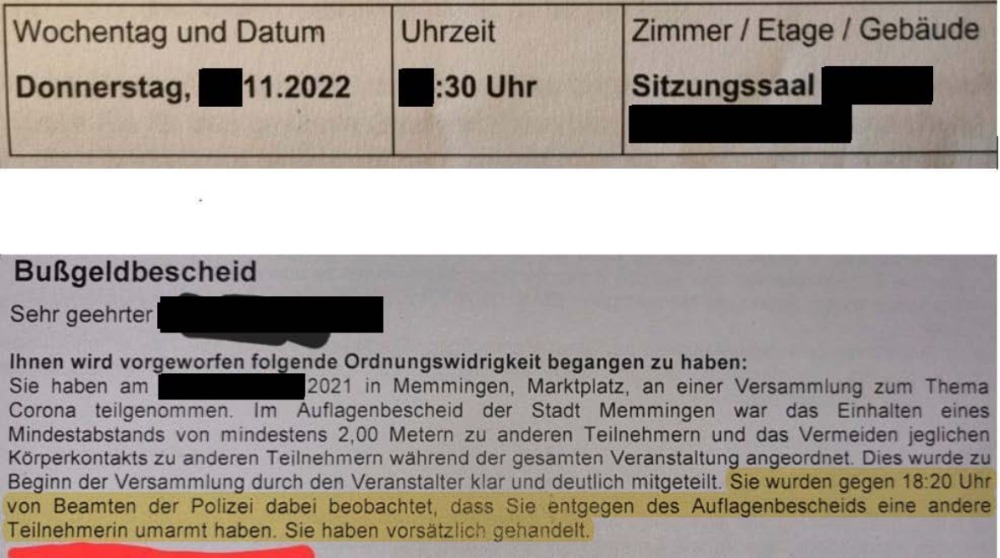 Wochentag und Datum
Uhrzeit
Zimmer / Etage / Gebäude
Donnerstag, 11.2022
:30 Uhr
Sitzungssaal
Bußgeldbescheid
Sehr geehrter
Ihnen wird vorgeworfen folgende Ordnungswidrigkeit begangen zu haben:
Sie haben am 2021 in Memmingen, Marktplatz, an einer Versammlung zum Thema
Corona teilgenommen. Im Auflagenbescheid der Stadt Memmingen war das Einhalten eines
Mindestabstands von mindestens 2,00 Metern zu anderen Teilnehmern und das Vermeiden jeglichen
Körperkontakts zu anderen Teilnehmern während der gesamten Veranstaltung angeordnet. Dies wurde zu
Beginn der Versammlung durch den Veranstalter klar und deutlich mitgeteilt. Sie wurden gegen 18:20 Uhr
von Beamten der Polizei dabei beobachtet, dass Sie entgegen des Auflagenbescheids eine andere
Teilnehmerin umarmt haben. Sie haben vorsätzlich gehandelt.